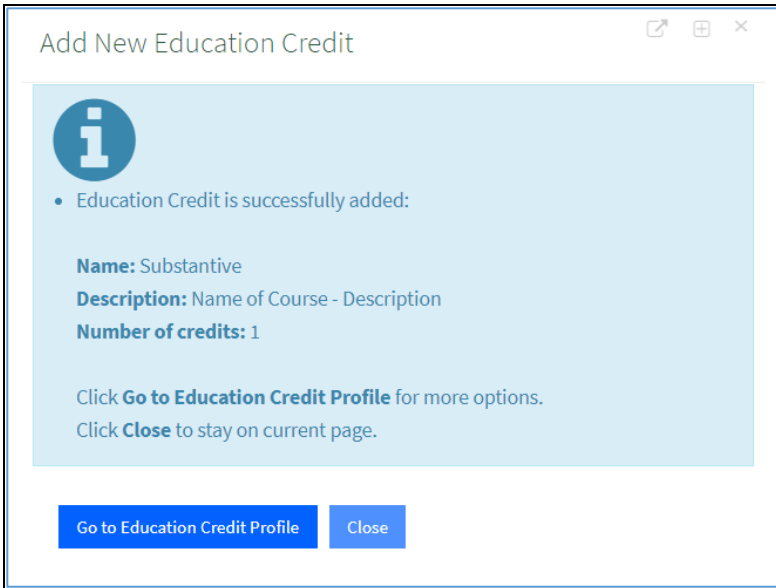 Add New Education Credit
• Education Credit is successfully added:
Name: Substantive
Description: Name of Course - Description
Number of credits: 1
Click Go to Education Credit Profile for more options.
Click Close to stay on current page.
Go to Education Credit Profile
Close